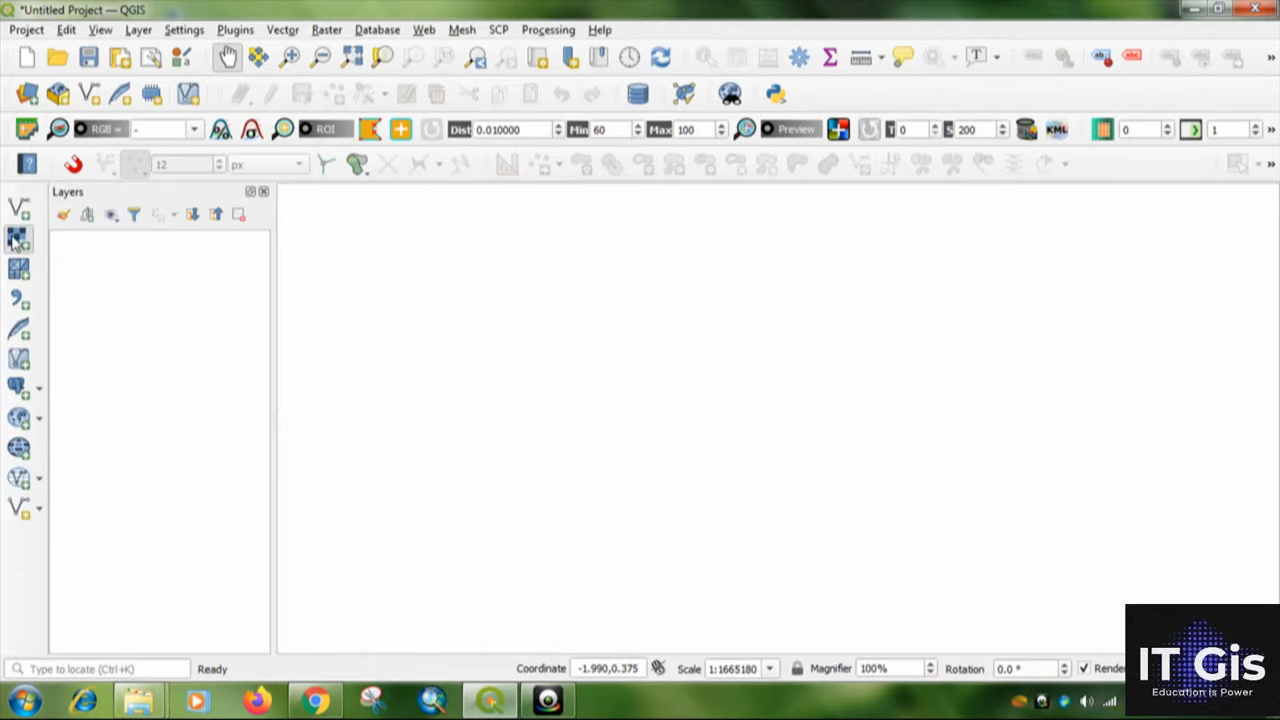 *Untitled Project — QGIS
Project Edit View Layer Settings Plugins Vector Raster Database Web Mesh SCP Processing Help
RGB = - ROI Dist 0.010000 Min 60 Max 100 Preview T 0 S 200 KML 0 1
12 px
Layers
Type to locate (Ctrl+K) Ready Coordinate -1.990,0.375 Scale 1:1665180 Magnifier 100% Rotation 0.0 ° Rende
IT Gis
Education is Power